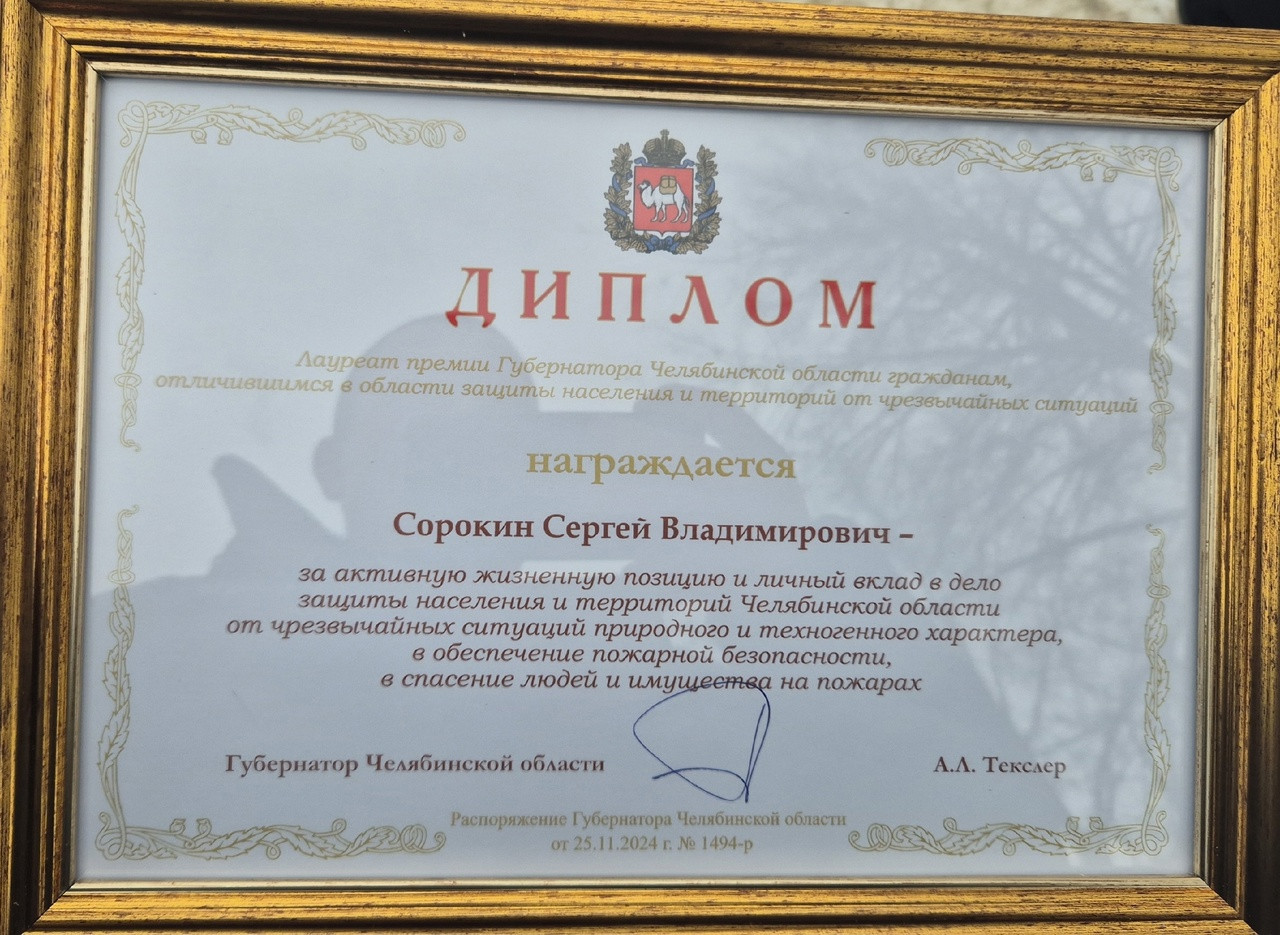 ДИПЛОМ
Лауреат премии Губернатора Челябинской области гражданам,
отличившимся в области защиты населения и территорий от чрезвычайных ситуаций
награждается
Сорокин Сергей Владимирович –
за активную жизненную позицию и личный вклад в дело
защиты населения и территорий Челябинской области
от чрезвычайных ситуаций природного и техногенного характера,
в обеспечение пожарной безопасности,
в спасение людей и имущества на пожарах
Губернатор Челябинской области А.Л. Текслер
Распоряжение Губернатора Челябинской области
от 25.11.2024 г. № 1494-р